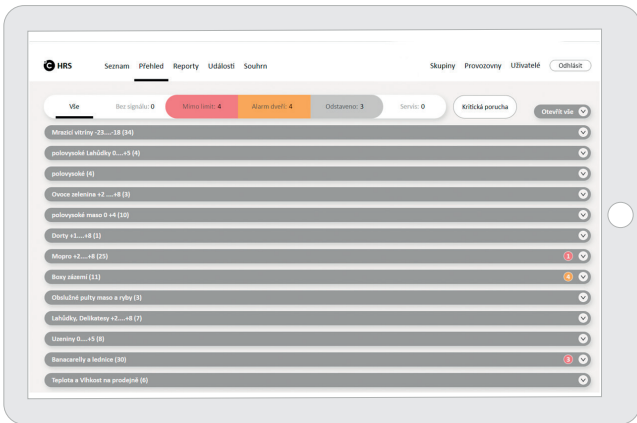 HRS Seznam Přehled Reporty Události Souhrn Skupiny Provozovny Uživatelé Odhlásit
Vše Bez signálu: 0 Mimo limit: 4 Alarm dveří: 4 Odstaveno: 3 Servis: 0 Kritická porucha Otevřít vše
Mrazící vitríny -23....-18 (34)
polovysoké Lahůdky 0....+5 (4)
polovysoké (4)
Ovoce zelenina +2 ....+8 (3)
polovysoké maso 0 +4 (10)
Dorty +1....+8 (1)
Mopro +2....+8 (25) 1
Boxy zázemí (11) 4
Obslužné pulty maso a ryby (3)
Lahůdky, Delikatesy +2....+8 (7)
Uzeniny 0....+5 (8)
Banacarelly a lednice (30) 3
Teplota a Vlhkost na prodejně (6)